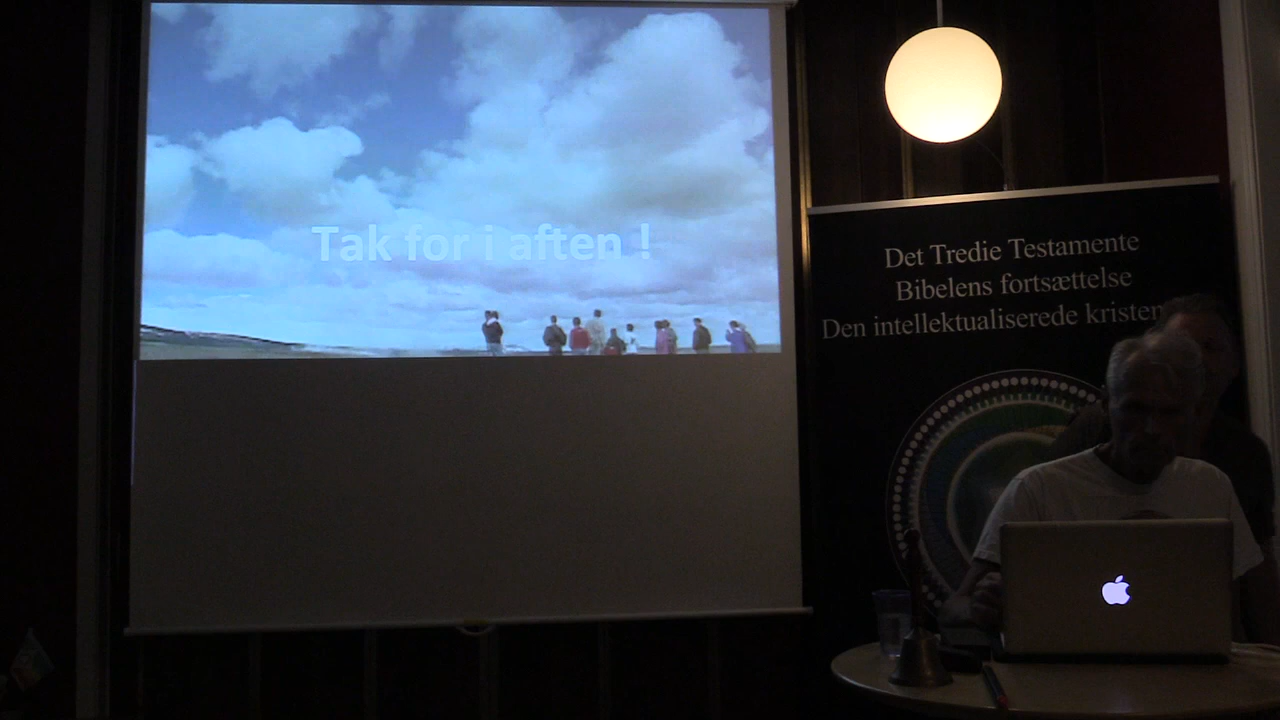 Tak for i aften !
Det Tredie Testamente
Bibelens fortsættelse
Den intellektualiserede kristen